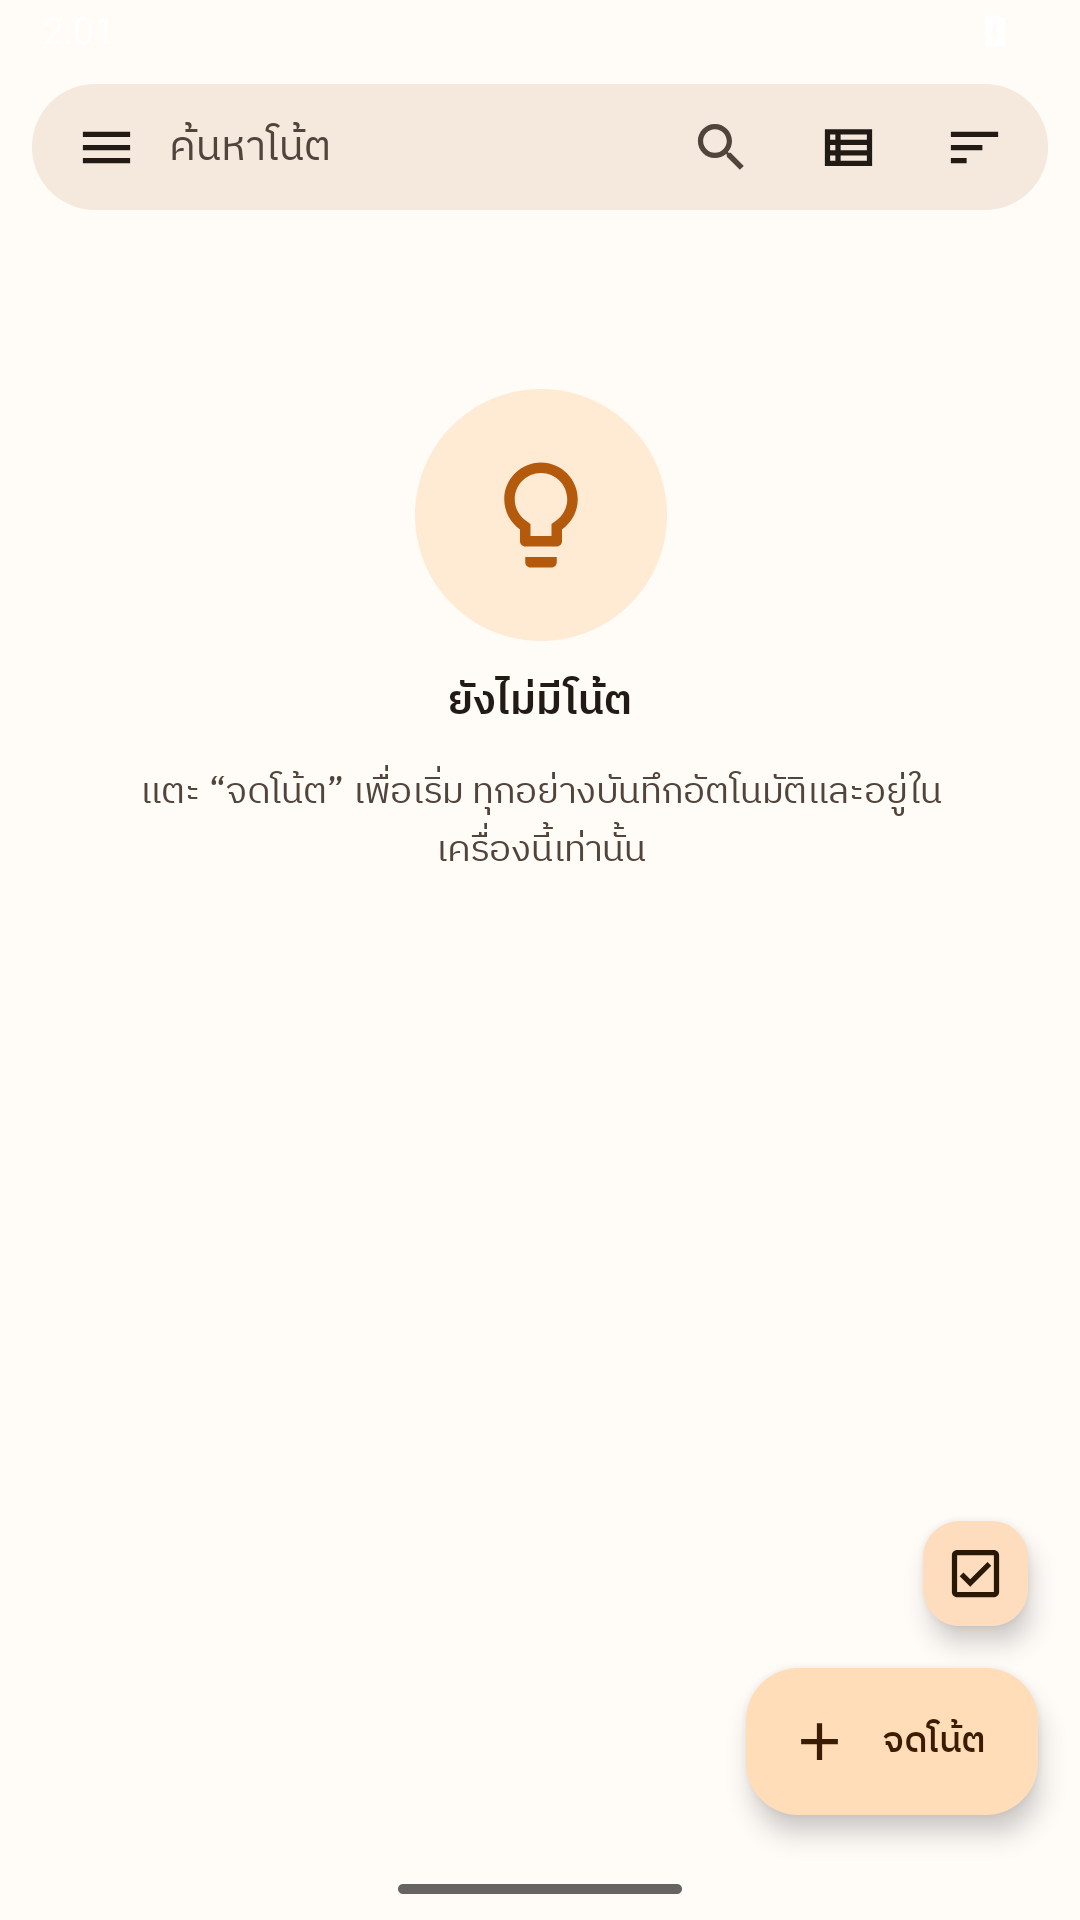 2:01
ค้นหาโน้ต
ยังไม่มีโน้ต
แตะ “จดโน้ต” เพื่อเริ่ม ทุกอย่างบันทึกอัตโนมัติและอยู่ใน
เครื่องนี้เท่านั้น
จดโน้ต